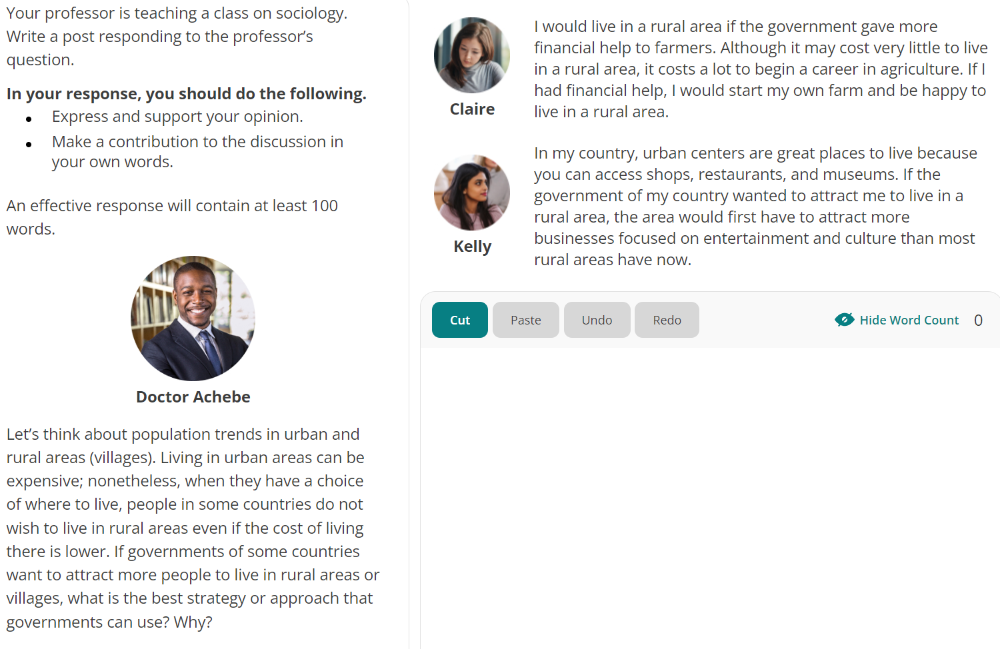 Your professor is teaching a class on sociology.
Write a post responding to the professor’s
question.
In your response, you should do the following.
• Express and support your opinion.
• Make a contribution to the discussion in
your own words.
An effective response will contain at least 100
words.
Doctor Achebe
Let’s think about population trends in urban and
rural areas (villages). Living in urban areas can be
expensive; nonetheless, when they have a choice
of where to live, people in some countries do not
wish to live in rural areas even if the cost of living
there is lower. If governments of some countries
want to attract more people to live in rural areas or
villages, what is the best strategy or approach that
governments can use? Why?
I would live in a rural area if the government gave more
financial help to farmers. Although it may cost very little to live
in a rural area, it costs a lot to begin a career in agriculture. If I
had financial help, I would start my own farm and be happy to
live in a rural area.
Claire
In my country, urban centers are great places to live because
you can access shops, restaurants, and museums. If the
government of my country wanted to attract me to live in a
rural area, the area would first have to attract more
businesses focused on entertainment and culture than most
rural areas have now.
Kelly
Cut Paste Undo Redo Hide Word Count 0